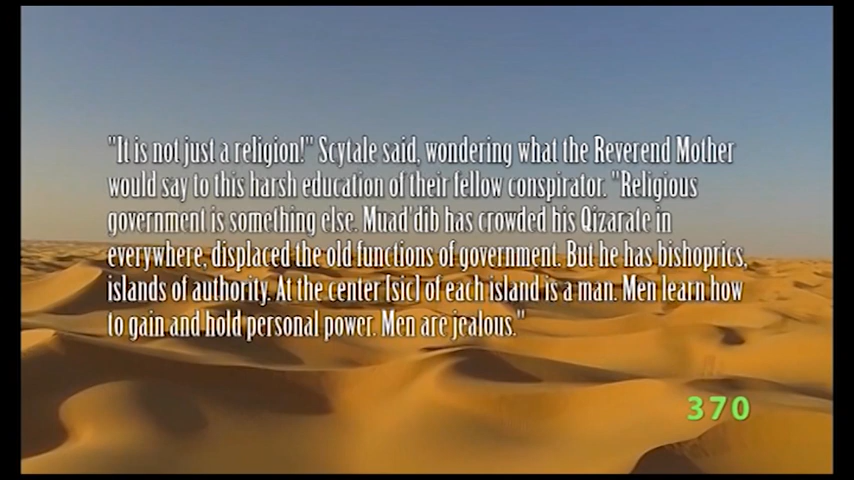 "It is not just a religion!" Scytale said, wondering what the Reverend Mother
would say to this harsh education of their fellow conspirator. "Religious
government is something else. Muad'dib has crowded his Qizarate in
everywhere, displaced the old functions of government. But he has bishoprics,
islands of authority. At the center [sic] of each island is a man. Men learn how
to gain and hold personal power. Men are jealous."
370